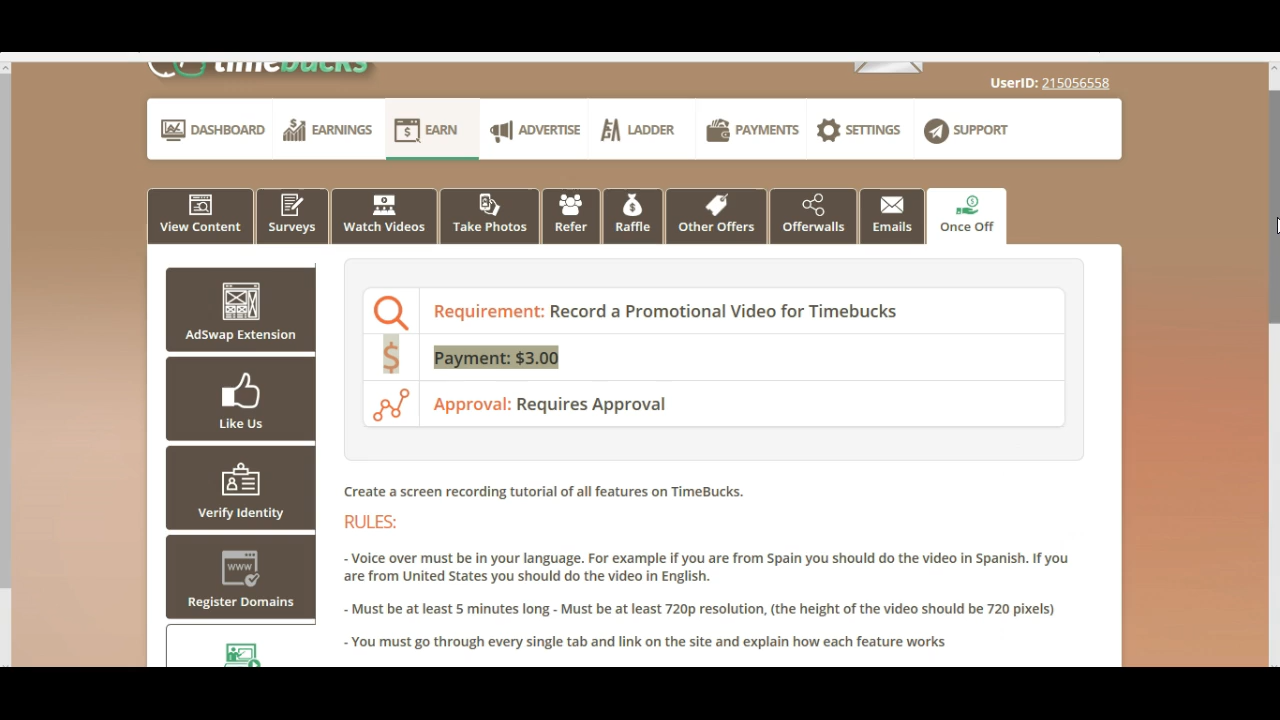 timebucks
UserID: 215056558
DASHBOARD EARNINGS EARN ADVERTISE LADDER PAYMENTS SETTINGS SUPPORT
View Content Surveys Watch Videos Take Photos Refer Raffle Other Offers Offerwalls Emails Once Off
AdSwap Extension
Like Us
Verify Identity
WWW
Register Domains
Requirement: Record a Promotional Video for Timebucks
$ Payment: $3.00
Approval: Requires Approval
Create a screen recording tutorial of all features on TimeBucks.
RULES:
- Voice over must be in your language. For example if you are from Spain you should do the video in Spanish. If you
are from United States you should do the video in English.
- Must be at least 5 minutes long - Must be at least 720p resolution, (the height of the video should be 720 pixels)
- You must go through every single tab and link on the site and explain how each feature works